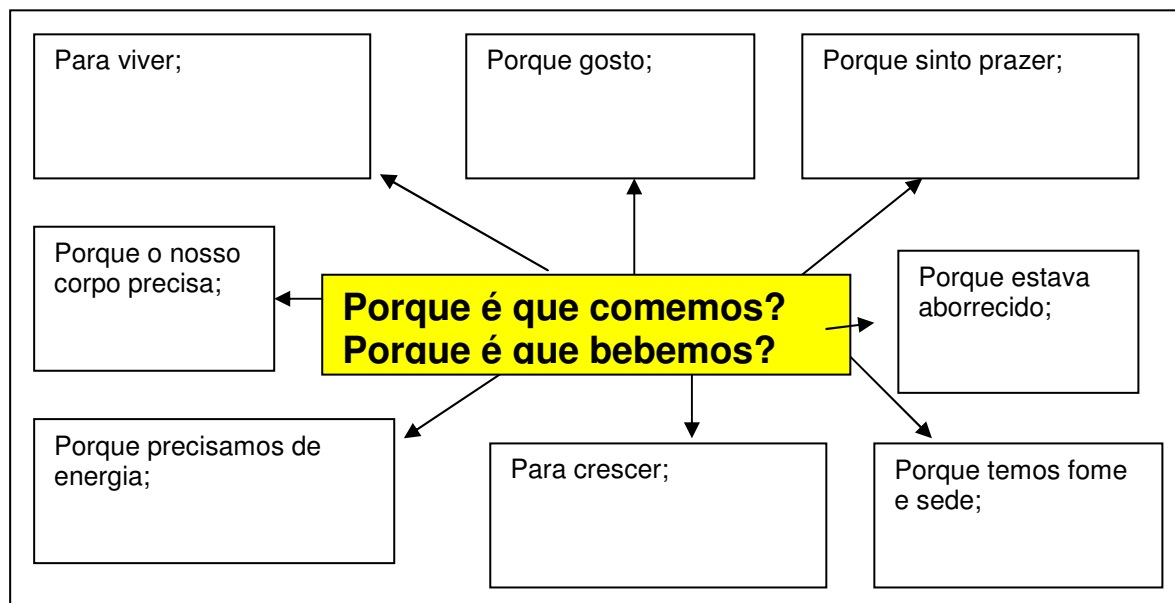 Para viver;
Porque gosto;
Porque sinto prazer;
Porque o nosso
corpo precisa;
Porque é que comemos?
Porque é que bebemos?
Porque estava
aborrecido;
Porque precisamos de
energia;
Para crescer;
Porque temos fome
e sede;